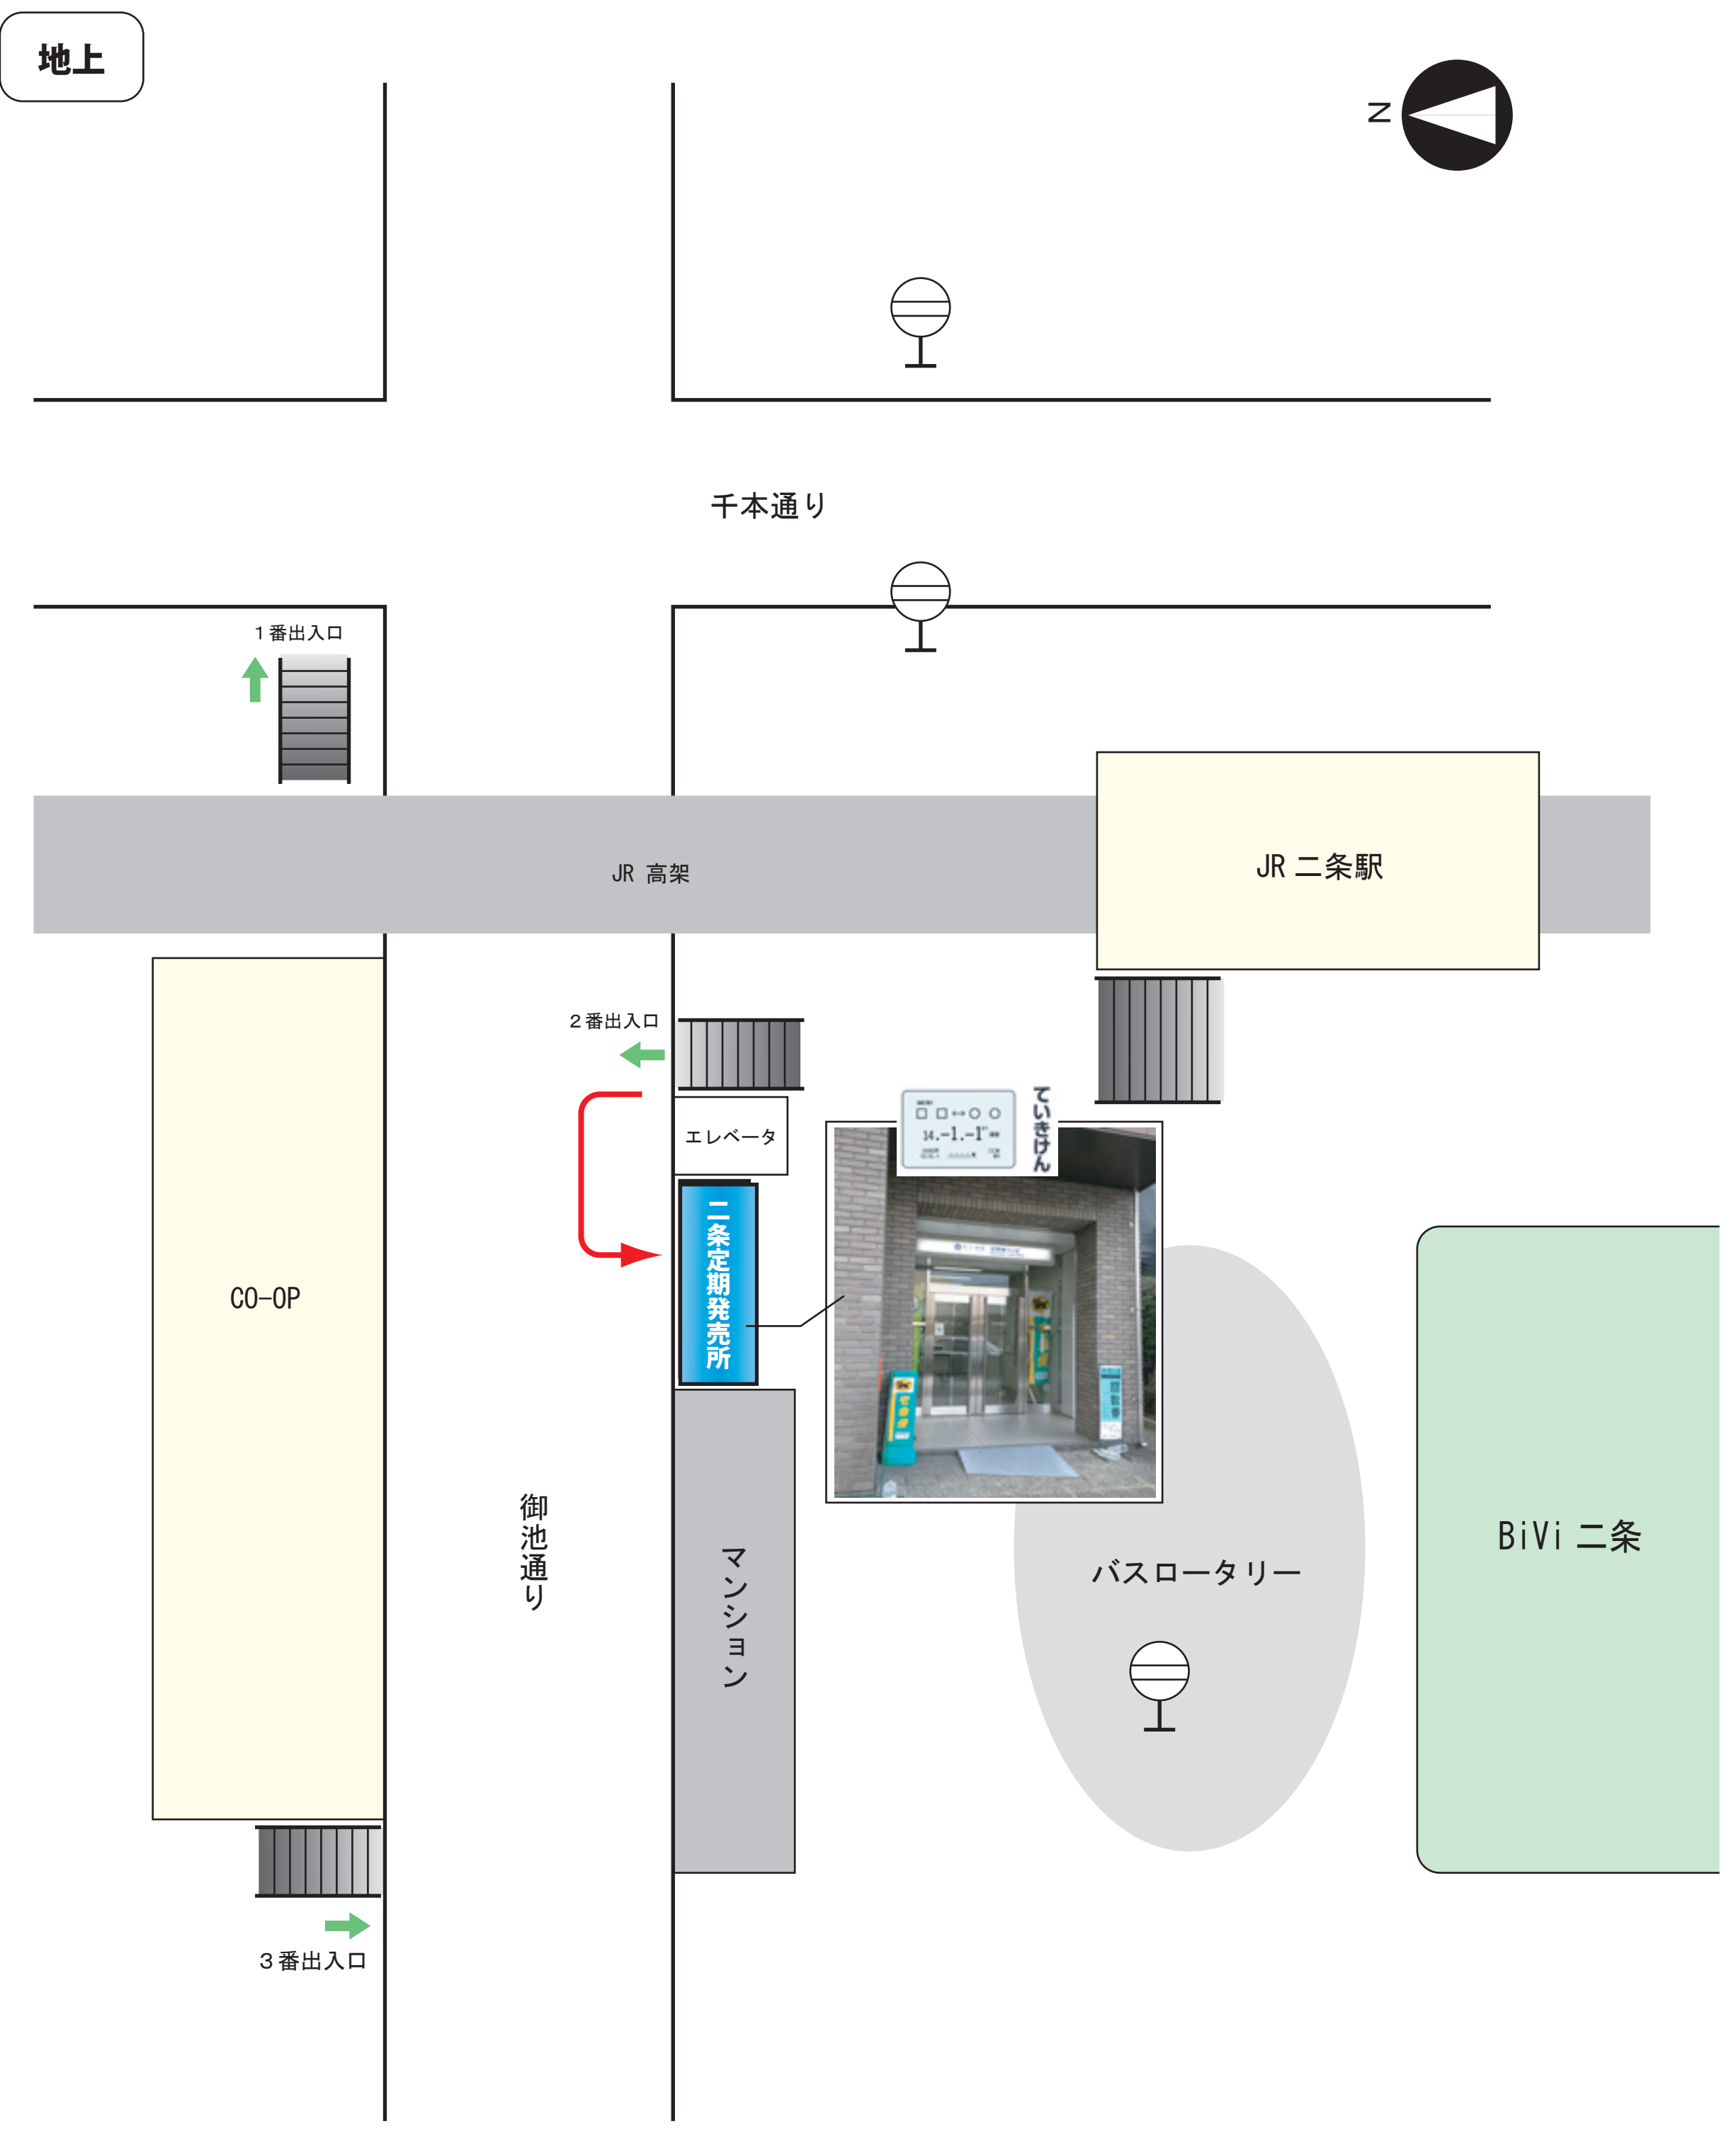 地上
N
千本通り
1番出入口
JR 高架
JR 二条駅
2番出入口
エレベータ
ていきけん
□ □ ↔ ○ ○
14.-1.-1
二条定期発売所
CO-OP
御池通り
マンション
バスロータリー
BiVi 二条
3番出入口